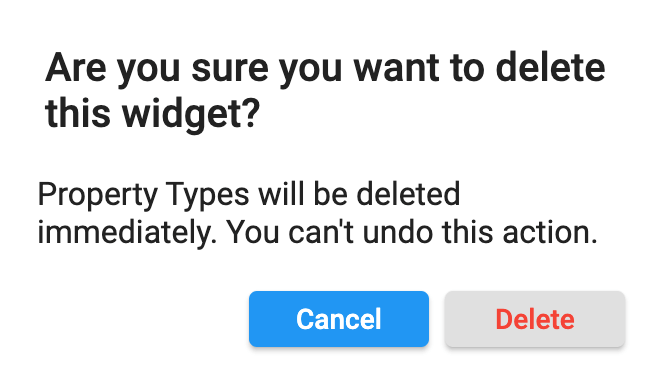 Are you sure you want to delete
this widget?
Property Types will be deleted
immediately. You can't undo this action.
Cancel Delete